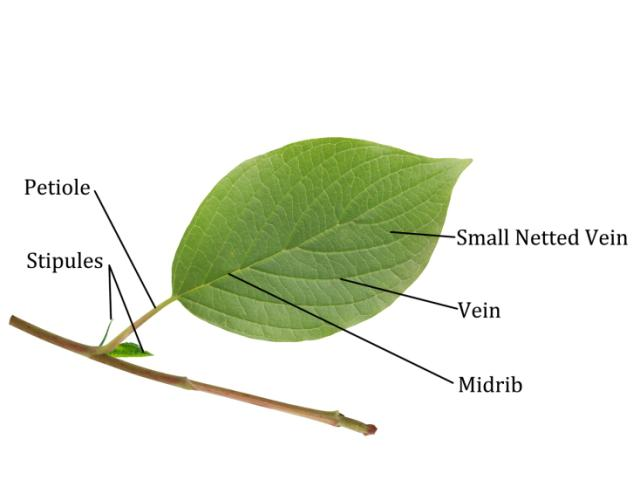 Petiole
Stipules
Small Netted Vein
Vein
Midrib